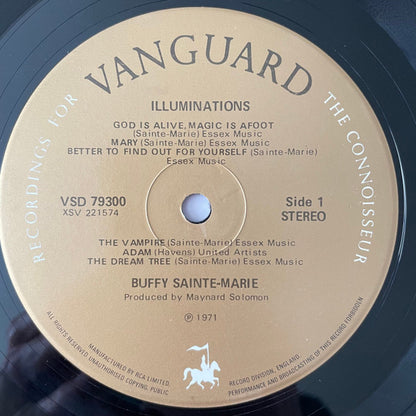 RECORDINGS FOR
VANGUARD
THE CONNOISSEUR
ILLUMINATIONS
GOD IS ALIVE, MAGIC IS AFOOT
(Sainte-Marie) Essex Music
MARY (Sainte-Marie) Essex Music
BETTER TO FIND OUT FOR YOURSELF (Sainte-Marie)
Essex Music
VSD 79300
XSV 221574
Side 1
STEREO
THE VAMPIRE (Sainte-Marie) Essex Music
ADAM (Havens) United Artists
THE DREAM TREE (Sainte-Marie) Essex Music
BUFFY SAINTE-MARIE
Produced by Maynard Solomon
℗ 1971
MANUFACTURED BY RCA LIMITED,
RECORD DIVISION, ENGLAND.
ALL RIGHTS RESERVED. UNAUTHORISED COPYING, PUBLIC
PERFORMANCE AND BROADCASTING OF THIS RECORD FORBIDDEN